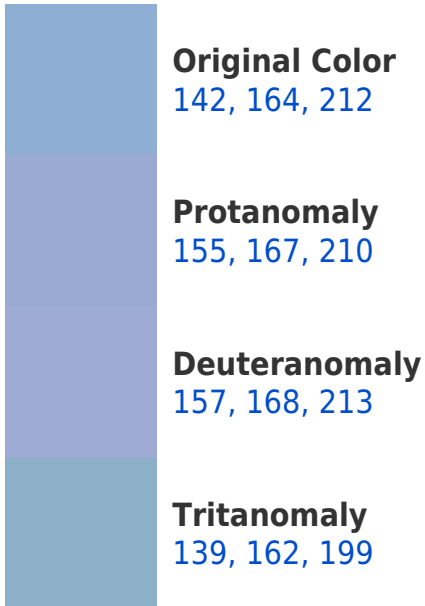 Original Color
142, 164, 212
Protanomaly
155, 167, 210
Deuteranomaly
157, 168, 213
Tritanomaly
139, 162, 199